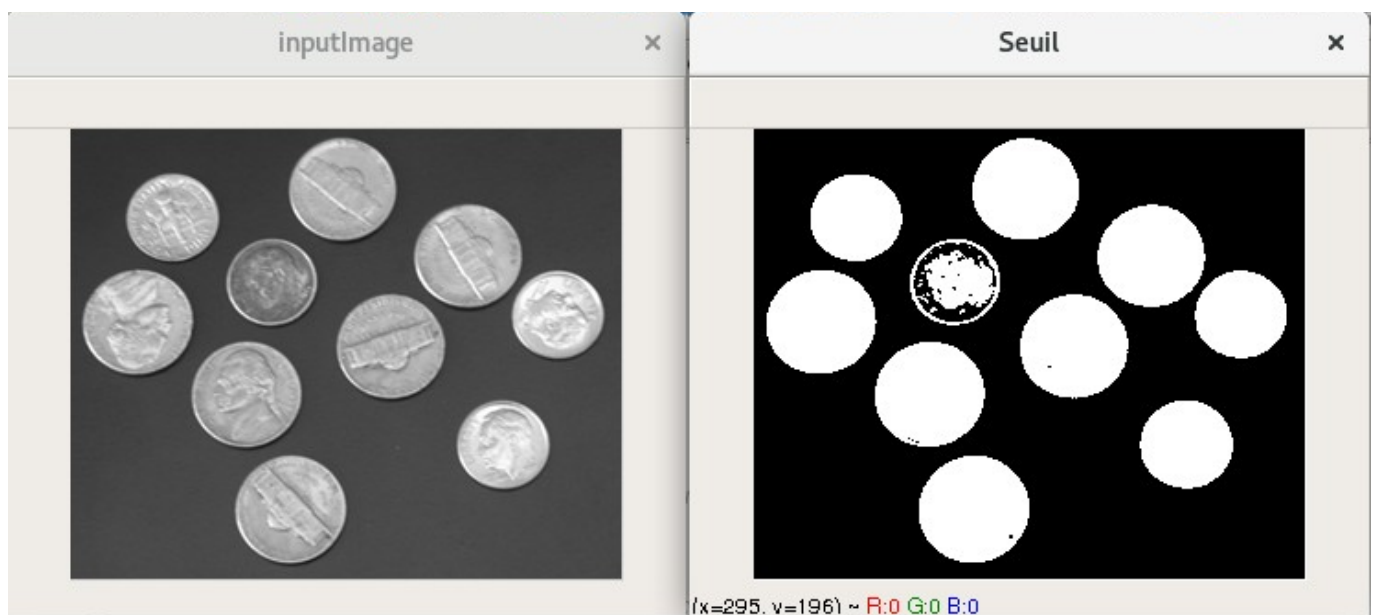 inputImage ×
Seuil ×
(x=295, y=196) ~ R:0 G:0 B:0